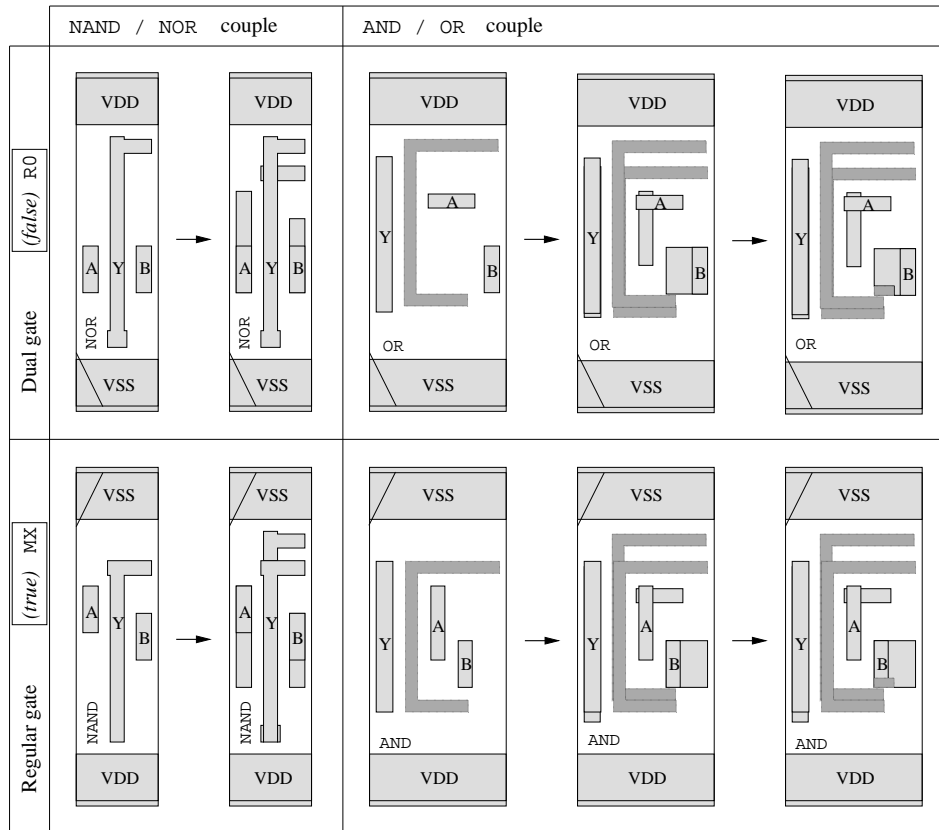 NAND / NOR couple
AND / OR couple
Dual gate (false) R0
VDD VDD VDD VDD VDD
A Y B NOR VSS
A Y B NOR VSS
Y A B OR VSS
Y A B OR VSS
Y A B OR VSS
Regular gate (true) MX
VSS VSS VSS VSS VSS
A Y B NAND VDD
A Y B NAND VDD
Y A B AND VDD
Y A B AND VDD
Y A B AND VDD